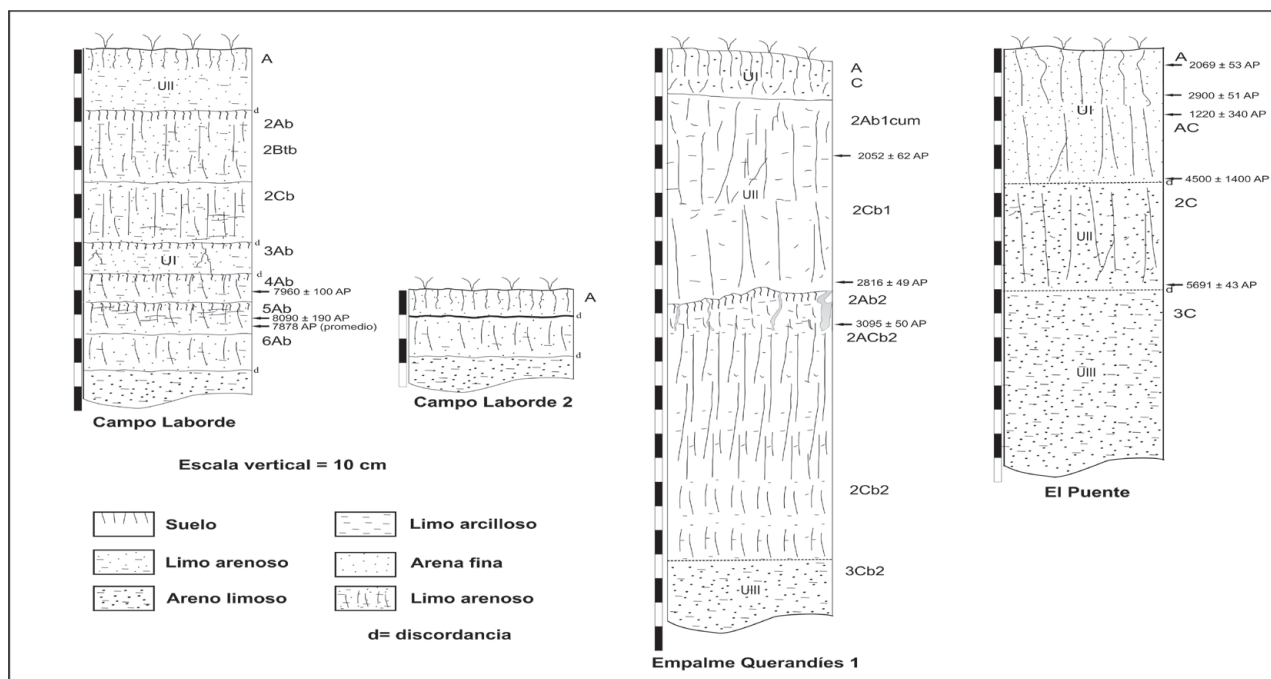 A
UII
d
2Ab
2Btb
2Cb
d
3Ab
UI
d
4Ab
7960 ± 100 AP
5Ab
8090 ± 190 AP
7878 AP (promedio)
6Ab
d
Campo Laborde
A
d
d
Campo Laborde 2
Escala vertical = 10 cm
Suelo
Limo arcilloso
Limo arenoso
Arena fina
Areno limoso
Limo arenoso
d= discordancia
UI
A
C
2Ab1cum
2052 ± 62 AP
UII
2Cb1
2816 ± 49 AP
2Ab2
3095 ± 50 AP
2ACb2
2Cb2
3Cb2
UIII
Empalme Querandíes 1
A
2069 ± 53 AP
2900 ± 51 AP
UI
1220 ± 340 AP
AC
4500 ± 1400 AP
d
2C
UII
5691 ± 43 AP
d
3C
UIII
El Puente